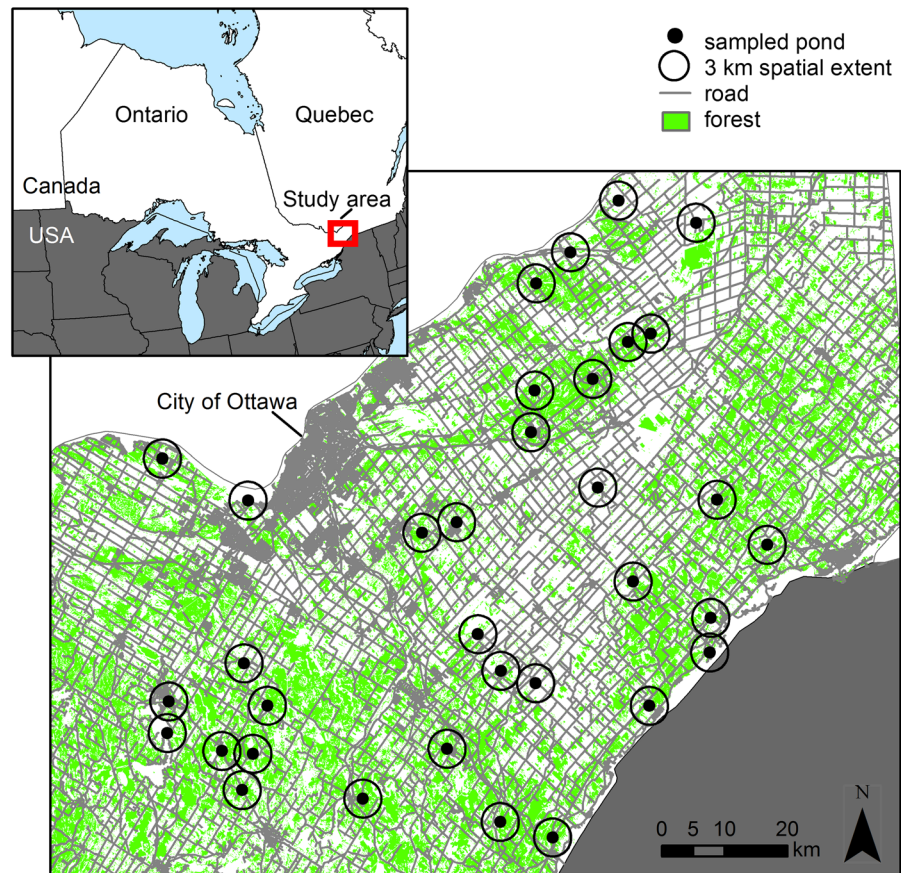 sampled pond
3 km spatial extent
road
forest
Ontario
Quebec
Canada
Study area
USA
City of Ottawa
N
0 5 10 20
km